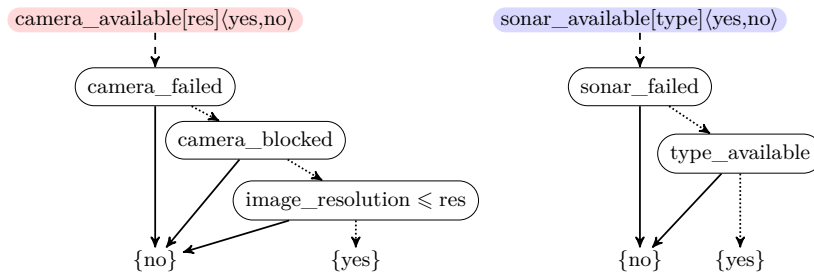 camera_available[res]⟨yes,no⟩
camera_failed
camera_blocked
image_resolution ⩽ res
{no}
{yes}
sonar_available[type]⟨yes,no⟩
sonar_failed
type_available
{no}
{yes}